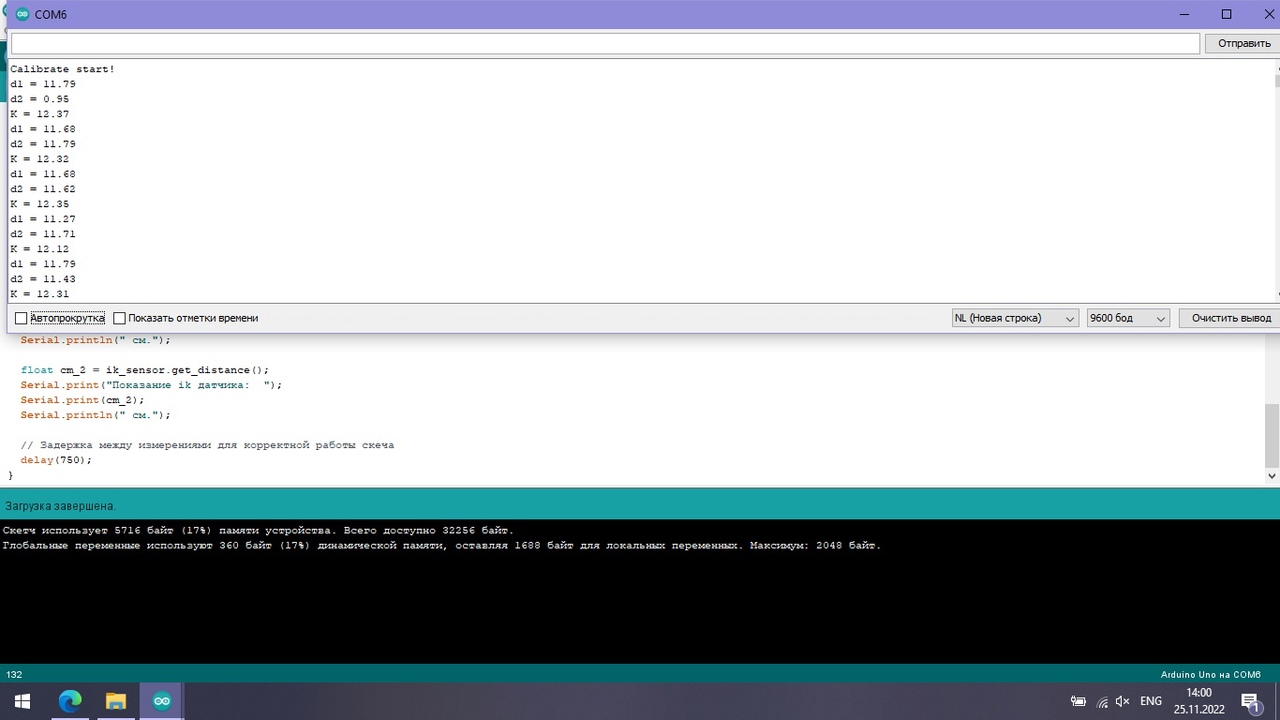 COM6
Отправить
Calibrate start!
d1 = 11.79
d2 = 0.95
K = 12.37
d1 = 11.68
d2 = 11.79
K = 12.32
d1 = 11.68
d2 = 11.62
K = 12.35
d1 = 11.27
d2 = 11.71
K = 12.12
d1 = 11.79
d2 = 11.43
K = 12.31
Автопрокрутка Показать отметки времени NL (Новая строка) 9600 бод Очистить вывод
Serial.println(" см.");
float cm_2 = ik_sensor.get_distance();
Serial.print("Показание ik датчика:  ");
Serial.print(cm_2);
Serial.println(" см.");
// Задержка между измерениями для корректной работы скеча
delay(750);
}
Загрузка завершена.
Скетч использует 5716 байт (17%) памяти устройства. Всего доступно 32256 байт.
Глобальные переменные используют 360 байт (17%) динамической памяти, оставляя 1688 байт для локальных переменных. Максимум: 2048 байт.
132 Arduino Uno на COM6
ENG 14:00
25.11.2022 1